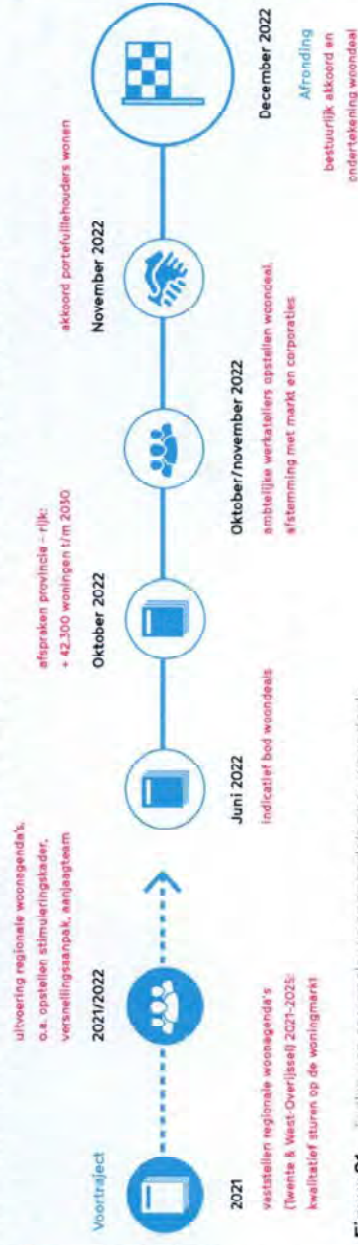 Voortraject
2021
vaststellen regionale woonagenda's
(Twente & West-Overijssel) 2021-2025:
kwalitatief sturen op de woningmarkt
uitvoering regionale woonagenda's,
o.a. opstellen stimuleringskader,
versnellingsaanpak, aanjaagteam
2021/2022
Juni 2022
indicatief bod woondeals
afspraken provincie – rijk:
+ 42.100 woningen t/m 2030
Oktober 2022
Oktober/november 2022
ambtelijke werkateliers opstellen woondeal
afstemming met markt en corporaties
akkoord portefeuillehouders wonen
November 2022
December 2022
Afronding
bestuurlijk akkoord en
ondertekening woondeal